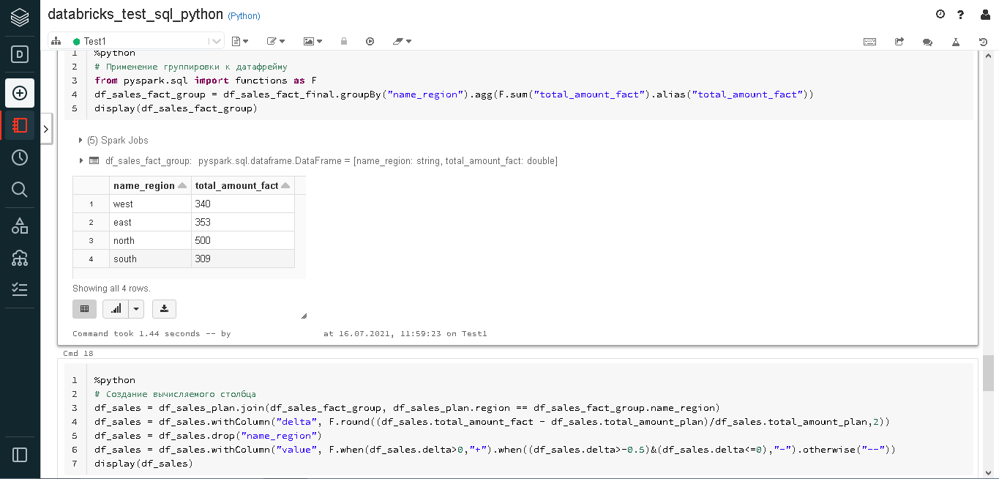 databricks_test_sql_python (Python)
?
D
Test1
1 %python
2 # Применение группировки к датафрейму
3 from pyspark.sql import functions as F
4 df_sales_fact_group = df_sales_fact_final.groupBy("name_region").agg(F.sum("total_amount_fact").alias("total_amount_fact"))
5 display(df_sales_fact_group)
(5) Spark Jobs
df_sales_fact_group: pyspark.sql.dataframe.DataFrame = [name_region: string, total_amount_fact: double]
name_region total_amount_fact
1 west 340
2 east 353
3 north 500
4 south 309
Showing all 4 rows.
Command took 1.44 seconds -- by at 16.07.2021, 11:59:23 on Test1
Cmd 18
1 %python
2 # Создание вычисляемого столбца
3 df_sales = df_sales_plan.join(df_sales_fact_group, df_sales_plan.region == df_sales_fact_group.name_region)
4 df_sales = df_sales.withColumn("delta", F.round((df_sales.total_amount_fact - df_sales.total_amount_plan)/df_sales.total_amount_plan,2))
5 df_sales = df_sales.drop("name_region")
6 df_sales = df_sales.withColumn("value", F.when(df_sales.delta>0,"+").when((df_sales.delta>-0.5)&(df_sales.delta<=0),"-").otherwise("--"))
7 display(df_sales)